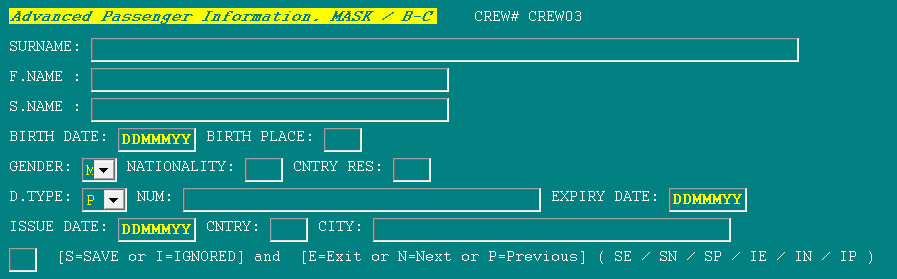 Advanced Passenger Information. MASK / B-C CREW# CREW03
SURNAME:
F.NAME :
S.NAME :
BIRTH DATE: DDMMMYY BIRTH PLACE:
GENDER: M NATIONALITY: CNTRY RES:
D.TYPE: P NUM: EXPIRY DATE: DDMMMYY
ISSUE DATE: DDMMMYY CNTRY: CITY:
[S=SAVE or I=IGNORED] and [E=Exit or N=Next or P=Previous] ( SE / SN / SP / IE / IN / IP )